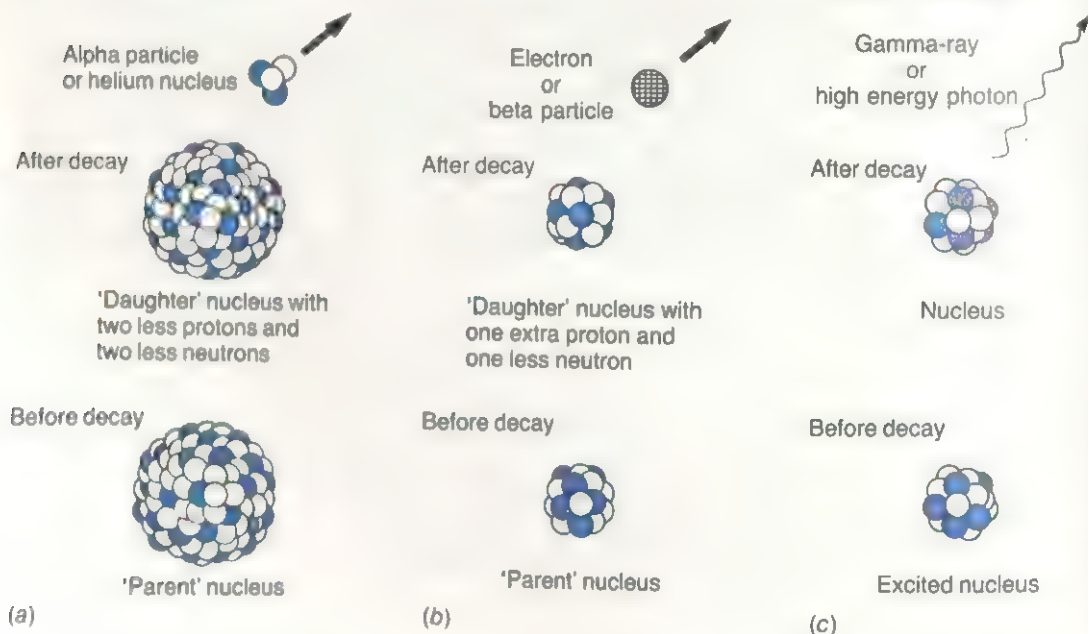 Alpha particle
or helium nucleus
After decay
'Daughter' nucleus with
two less protons and
two less neutrons
Before decay
'Parent' nucleus
(a)
Electron
or
beta particle
After decay
'Daughter' nucleus with
one extra proton and
one less neutron
Before decay
'Parent' nucleus
(b)
Gamma-ray
or
high energy photon
After decay
Nucleus
Before decay
Excited nucleus
(c)